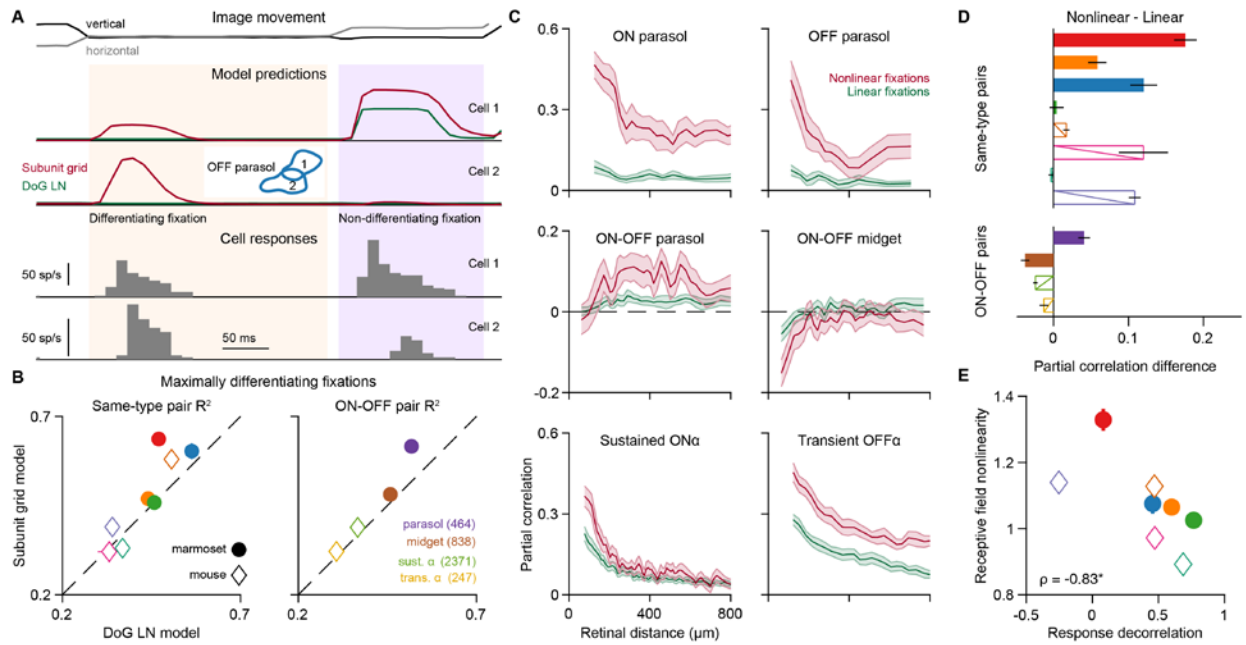 A
Image movement
vertical
horizontal
Model predictions
Cell 1
Subunit grid
DoG LN
OFF parasol
1
2
Cell 2
Differentiating fixation
Non-differentiating fixation
Cell responses
Cell 1
50 sp/s
Cell 2
50 sp/s
50 ms
B
Maximally differentiating fixations
Same-type pair R²
ON-OFF pair R²
0.7
Subunit grid model
0.2
marmoset
mouse
parasol (464)
midget (838)
sust. α (2371)
trans. α (247)
0.2
0.7
0.2
0.7
DoG LN model
C
ON parasol
OFF parasol
0.6
Nonlinear fixations
Linear fixations
0.3
0
ON-OFF parasol
ON-OFF midget
0.2
0
-0.2
Sustained ONα
Transient OFFα
0.6
Partial correlation
0.3
0
0
400
800
Retinal distance (µm)
D
Nonlinear - Linear
Same-type pairs
ON-OFF pairs
0
0.1
0.2
Partial correlation difference
E
Receptive field nonlinearity
1.4
1.2
1
0.8
ρ = -0.83*
-0.5
0
0.5
1
Response decorrelation